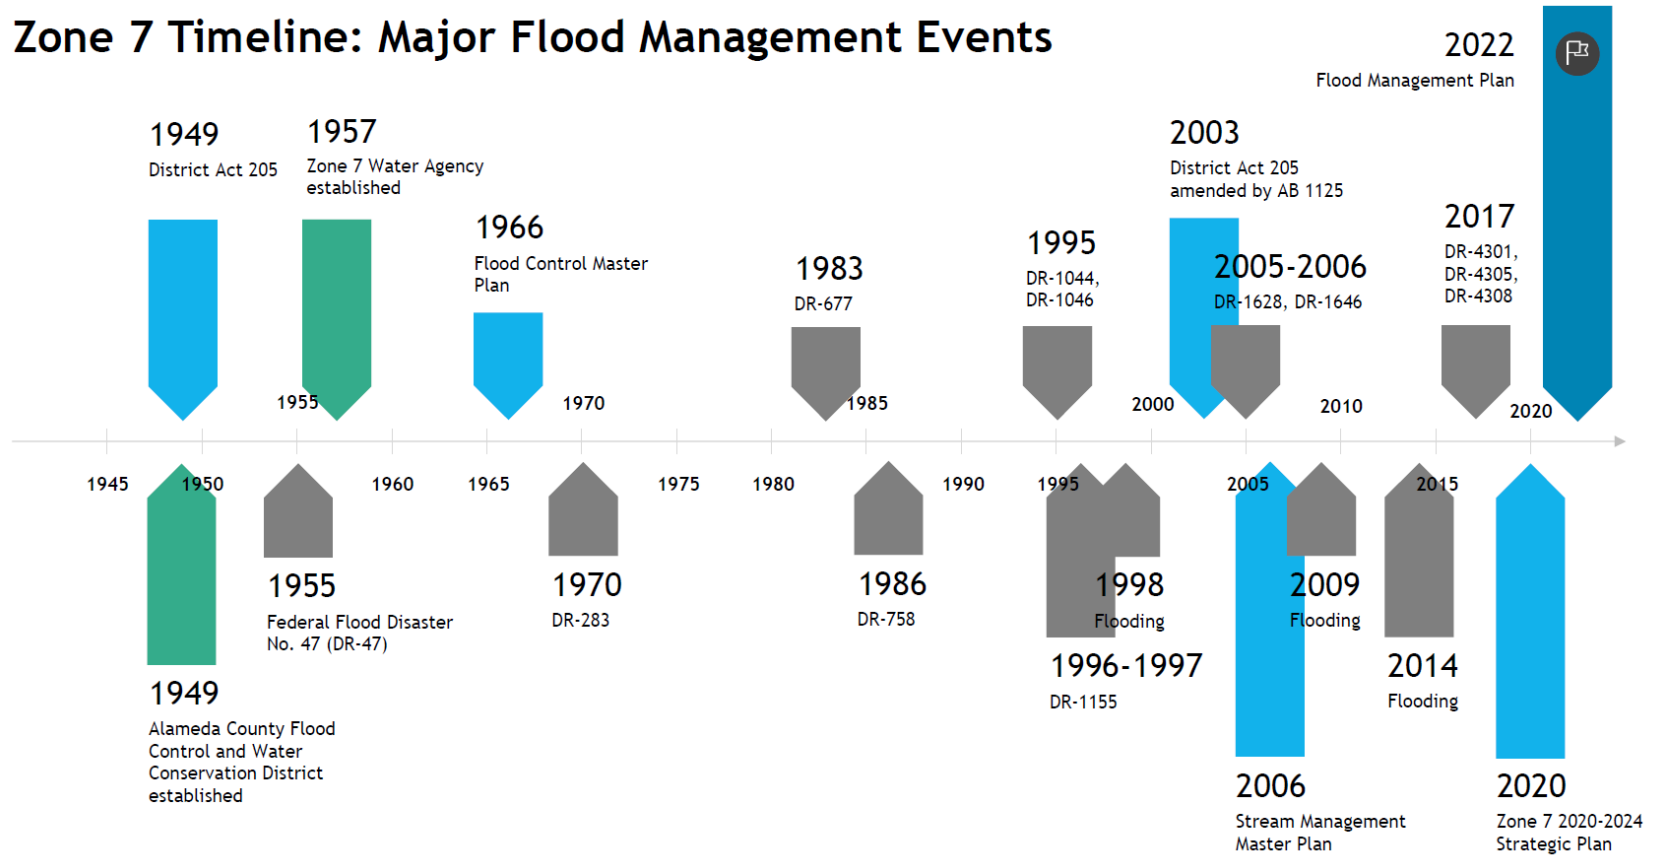 Zone 7 Timeline: Major Flood Management Events
2022
Flood Management Plan
1949
District Act 205
1957
Zone 7 Water Agency
established
1966
Flood Control Master
Plan
1983
DR-677
1995
DR-1044,
DR-1046
2003
District Act 205
amended by AB 1125
2005-2006
DR-1628, DR-1646
2017
DR-4301,
DR-4305,
DR-4308
1955
1970
1985
2000
2010
2020
1945
1950
1960
1965
1975
1980
1990
1995
2005
2015
1949
Alameda County Flood
Control and Water
Conservation District
established
1955
Federal Flood Disaster
No. 47 (DR-47)
1970
DR-283
1986
DR-758
1998
Flooding
1996-1997
DR-1155
2009
Flooding
2006
Stream Management
Master Plan
2014
Flooding
2020
Zone 7 2020-2024
Strategic Plan